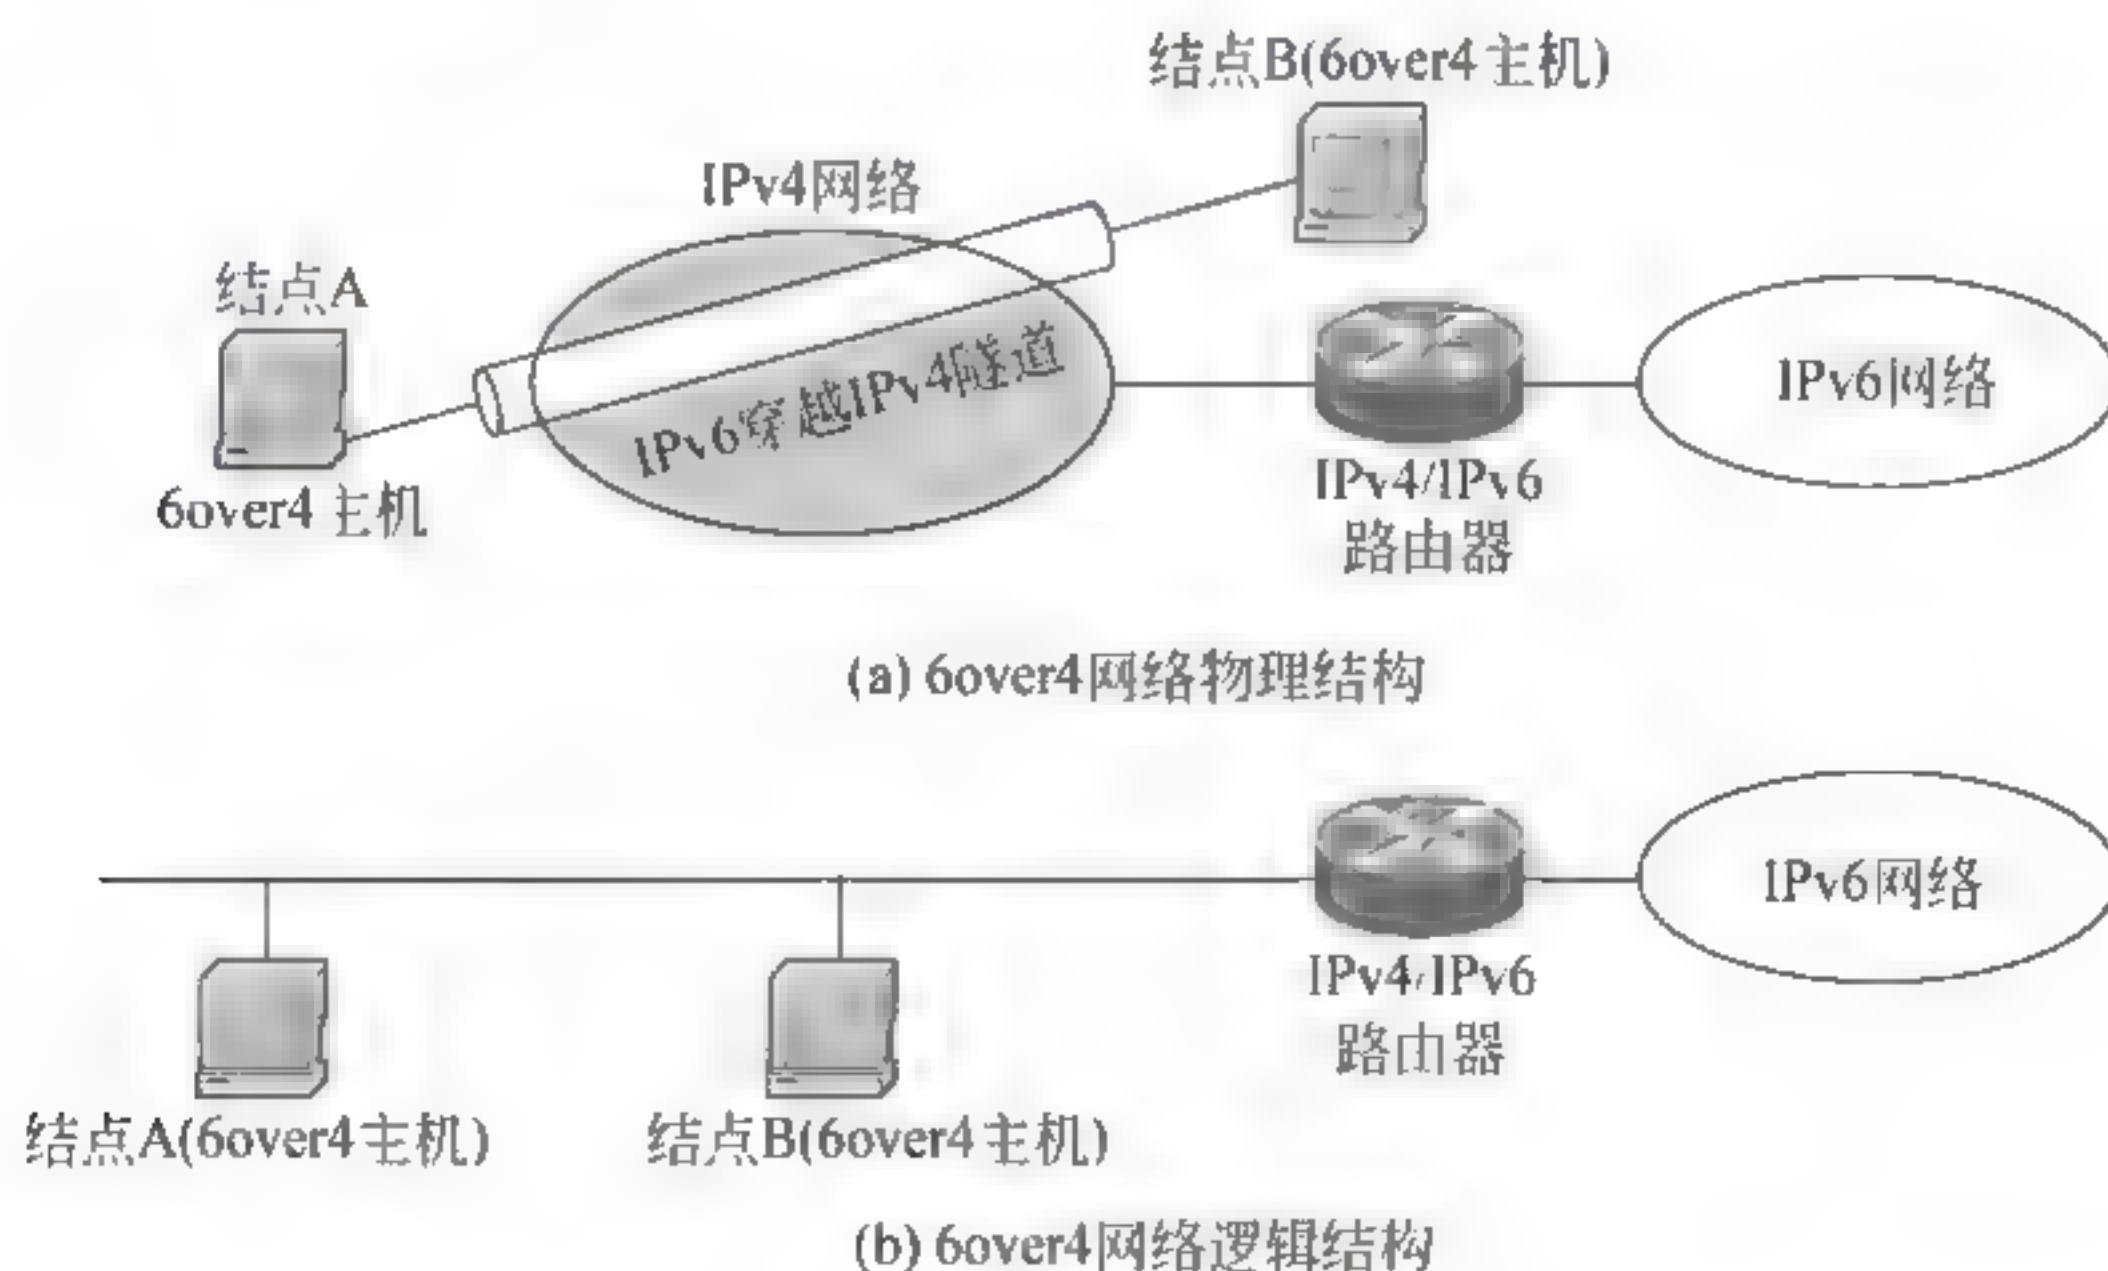 结点B(6over4主机)
IPv4网络
结点A
IPv6穿越IPv4隧道
IPv6网络
6over4 主机
IPv4/IPv6
路由器
(a) 6over4网络物理结构
IPv6网络
IPv4/IPv6
路由器
结点A(6over4主机)
结点B(6over4主机)
(b) 6over4网络逻辑结构